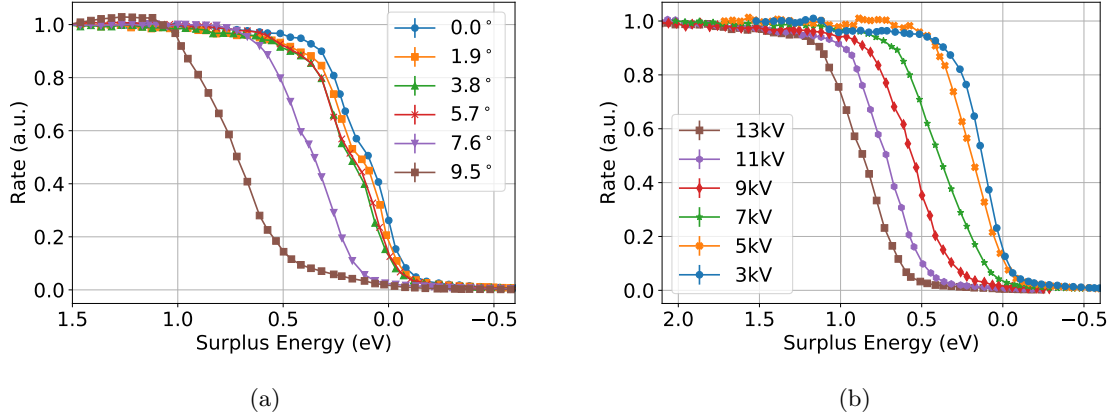 1.0
0.8
0.6
0.4
0.2
0.0
Rate (a.u.)
1.5 1.0 0.5 0.0 −0.5
Surplus Energy (eV)
0.0°
1.9°
3.8°
5.7°
7.6°
9.5°
(a)
1.0
0.8
0.6
0.4
0.2
0.0
Rate (a.u.)
2.0 1.5 1.0 0.5 0.0 −0.5
Surplus Energy (eV)
13kV
11kV
9kV
7kV
5kV
3kV
(b)